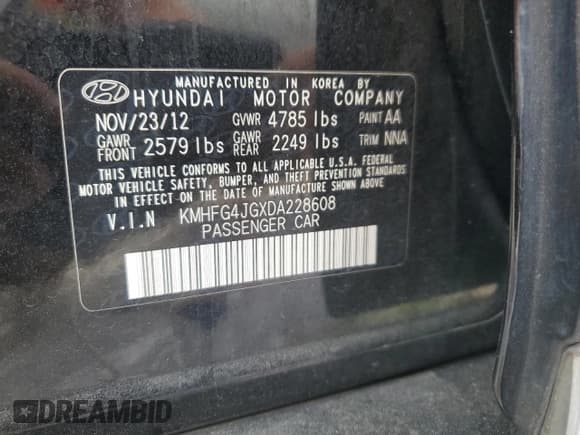 MANUFACTURED IN KOREA BY
HYUNDAI MOTOR COMPANY
NOV/23/12 GVWR 4785 lbs PAINT AA
GAWR FRONT 2579 lbs GAWR REAR 2249 lbs TRIM NNA
THIS VEHICLE CONFORMS TO ALL APPLICABLE U.S.A. FEDERAL
MOTOR VEHICLE SAFETY, BUMPER, AND THEFT PREVENTION STANDARDS
IN EFFECT ON THE DATE OF MANUFACTURE SHOWN ABOVE.
V.I.N KMHFG4JGXDA228608
PASSENGER CAR
DREAMBID